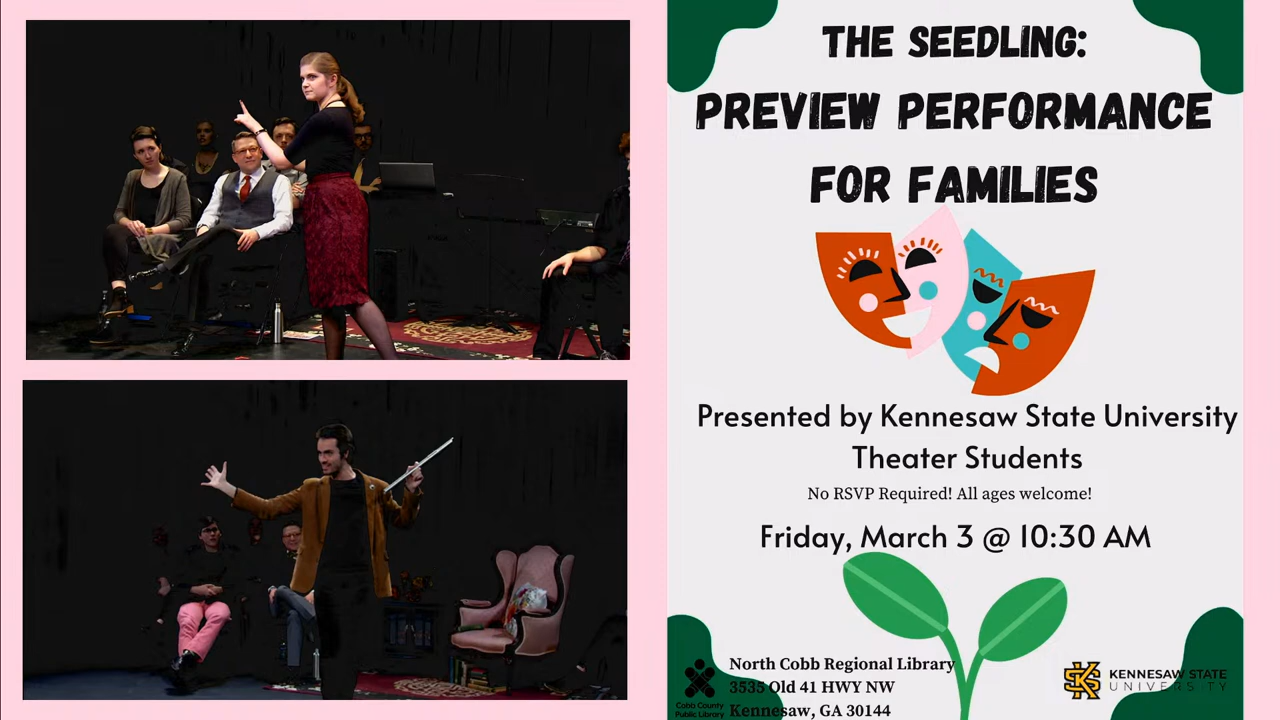 THE SEEDLING:
PREVIEW PERFORMANCE
FOR FAMILIES
Presented by Kennesaw State University
Theater Students
No RSVP Required! All ages welcome!
Friday, March 3 @ 10:30 AM
North Cobb Regional Library
3535 Old 41 HWY NW
Kennesaw, GA 30144
Cobb County
Public Library
KS
KENNESAW STATE
UNIVERSITY